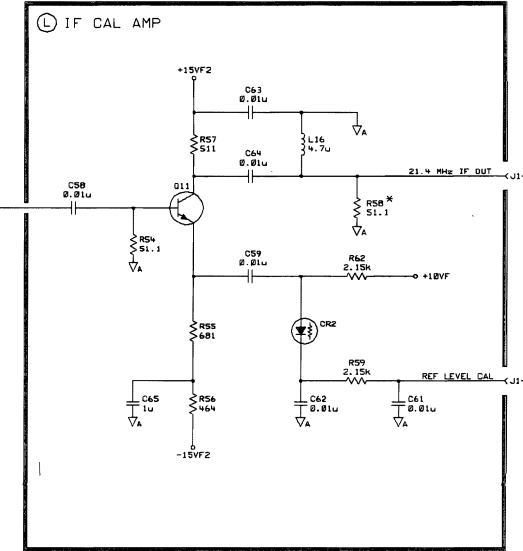 L IF CAL AMP
+15VF2
C63
0.01u
A
R57
511
L16
4.7u
C64
0.01u
21.4 MHz IF OUT
J1-
C58
0.01u
Q11
R58*
51.1
A
R54
51.1
A
C59
0.01u
R62
2.15k
+10VF
CR2
R55
681
R59
2.15k
REF LEVEL CAL
J1-
C65
1u
A
R56
464
C62
0.01u
A
C61
0.01u
A
-15VF2